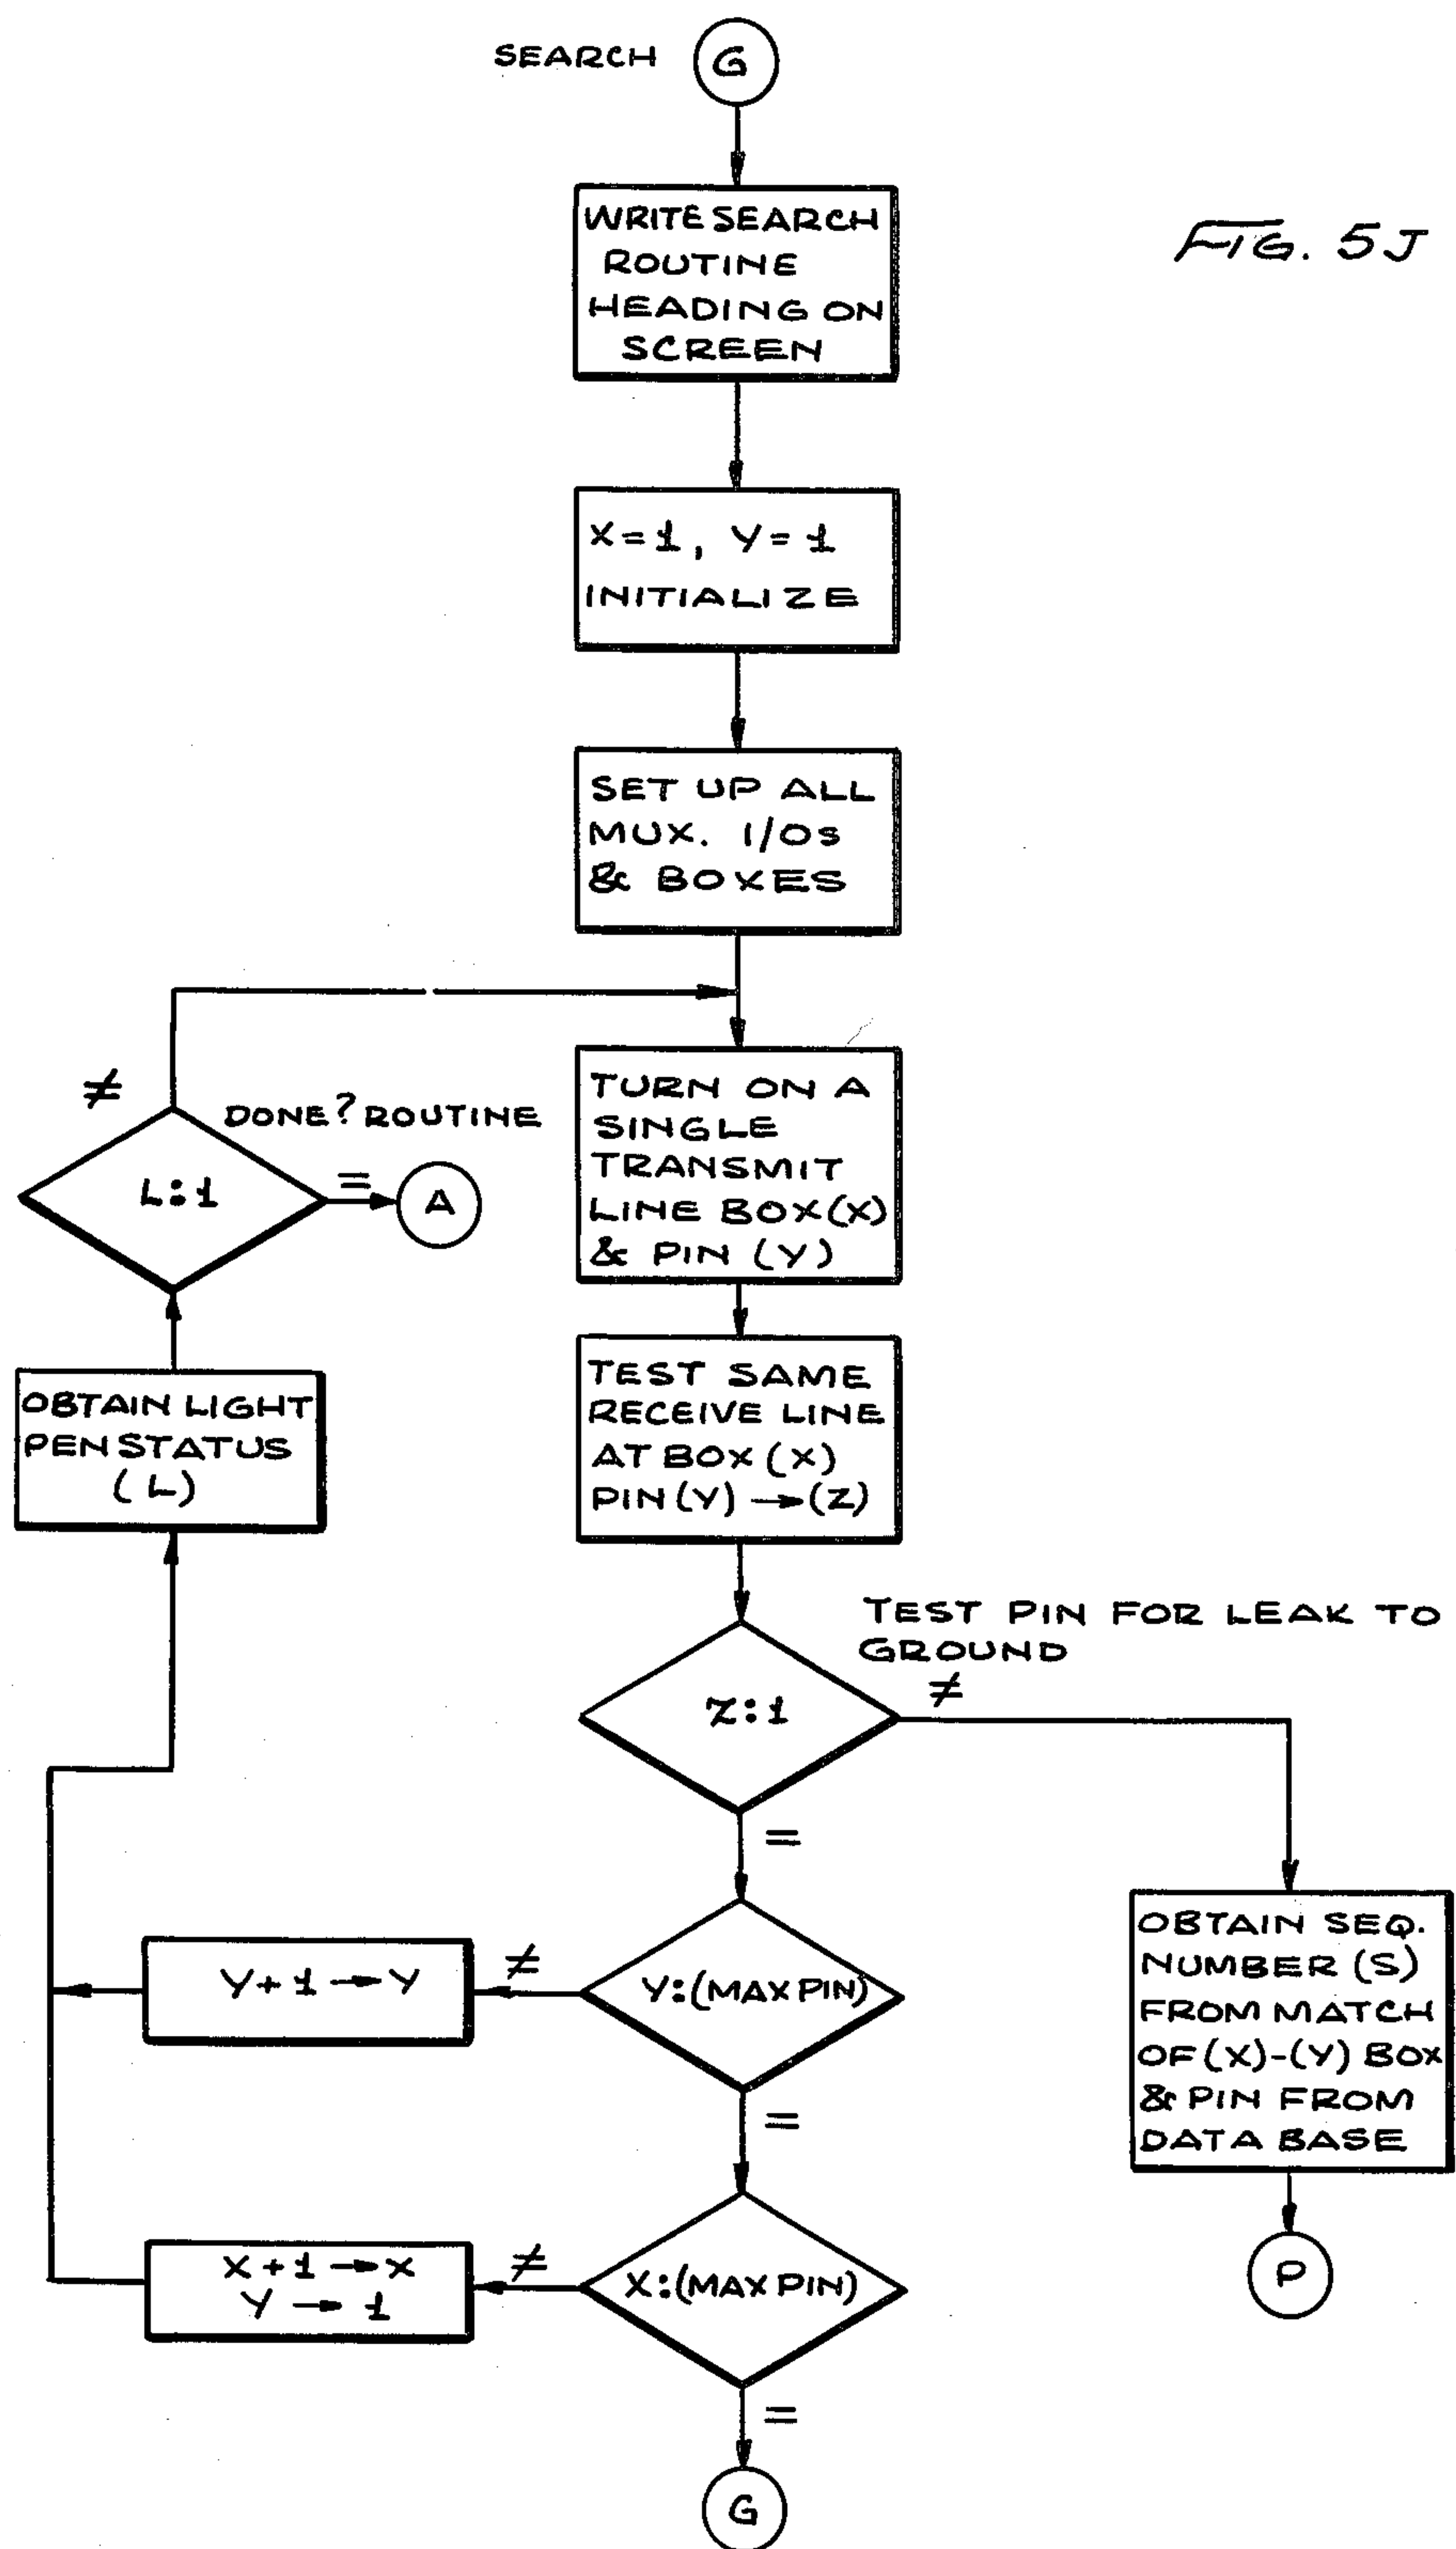 SEARCH
G
FIG. 5J
WRITE SEARCH
ROUTINE
HEADING ON
SCREEN
X=1, Y=1
INITIALIZE
SET UP ALL
MUX. I/Os
& BOXES
TURN ON A
SINGLE
TRANSMIT
LINE BOX(X)
& PIN (Y)
≠
DONE? ROUTINE
L:1
=
A
OBTAIN LIGHT
PEN STATUS
(L)
TEST SAME
RECEIVE LINE
AT BOX (X)
PIN(Y) → (Z)
TEST PIN FOR LEAK TO
GROUND
≠
Z:1
=
Y:(MAX PIN)
≠
Y+1 → Y
=
X:(MAX PIN)
≠
X+1 → X
Y → 1
=
G
OBTAIN SEQ.
NUMBER (S)
FROM MATCH
OF (X)-(Y) BOX
& PIN FROM
DATA BASE
P